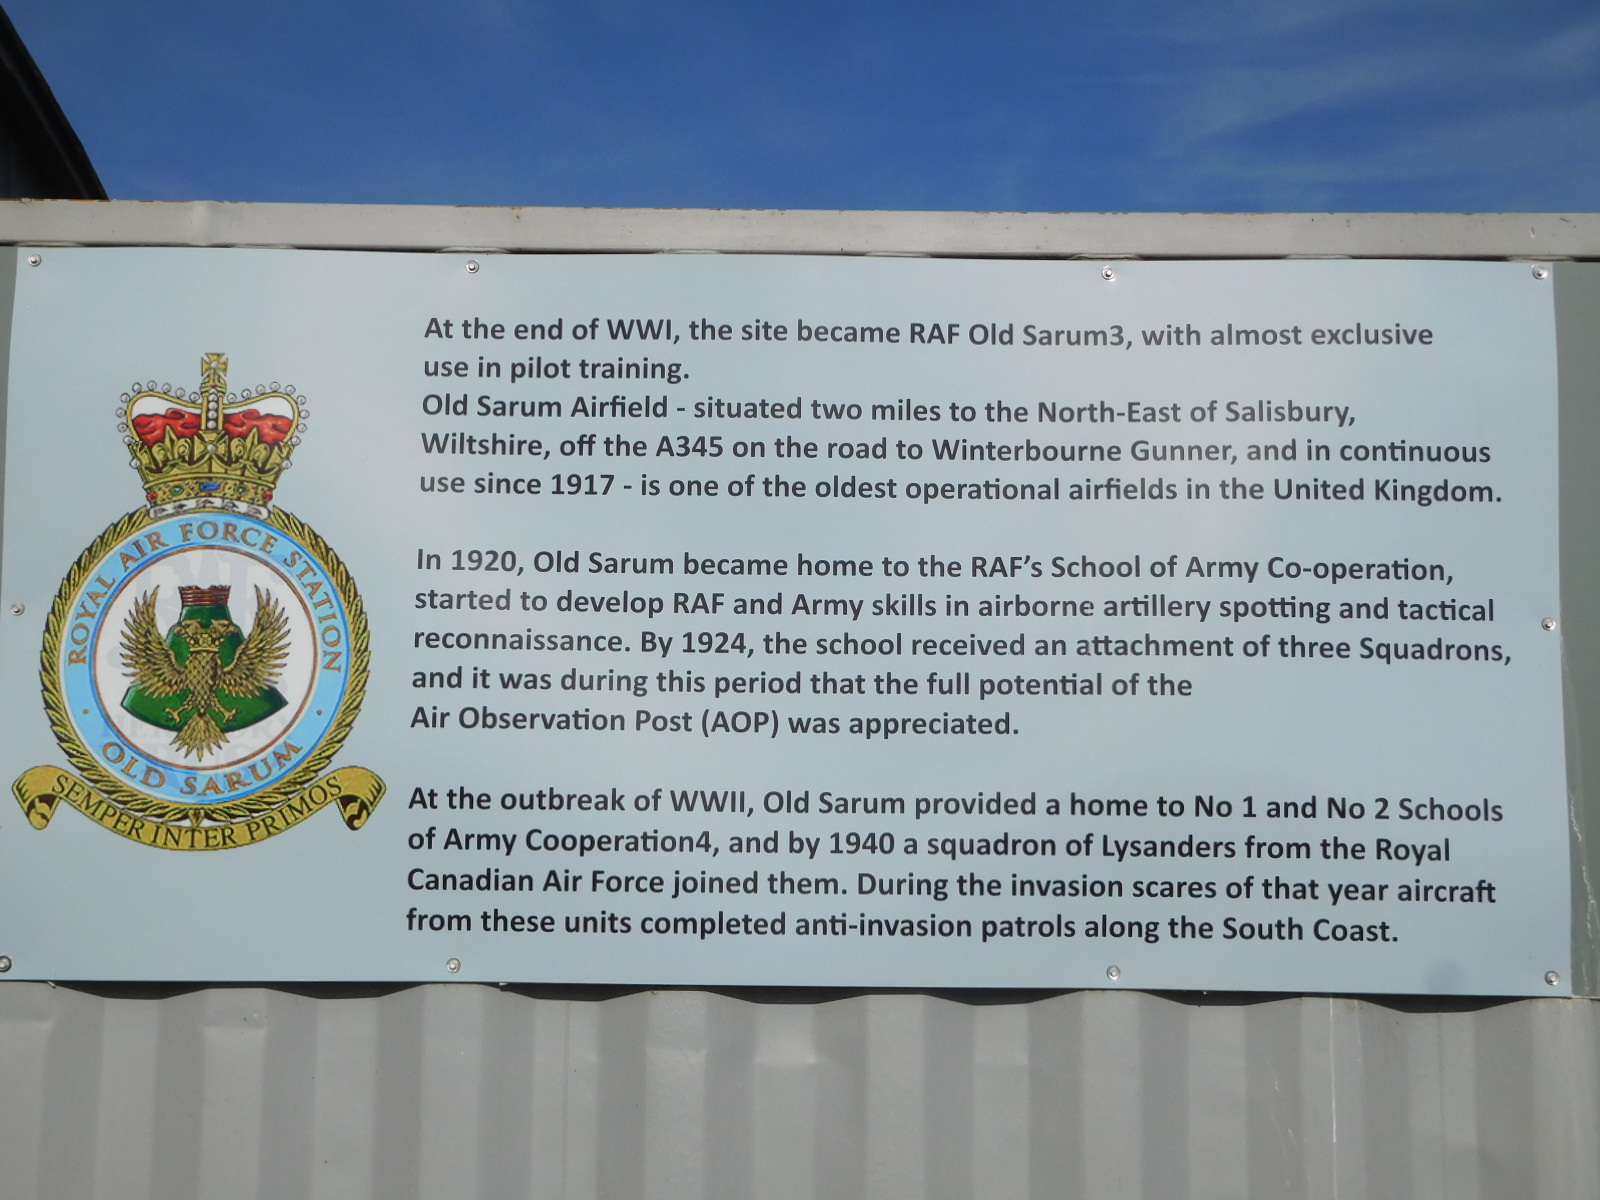 ROYAL AIR FORCE STATION
OLD SARUM
SEMPER INTER PRIMOS
At the end of WWI, the site became RAF Old Sarum3, with almost exclusive
use in pilot training.
Old Sarum Airfield - situated two miles to the North-East of Salisbury,
Wiltshire, off the A345 on the road to Winterbourne Gunner, and in continuous
use since 1917 - is one of the oldest operational airfields in the United Kingdom.
In 1920, Old Sarum became home to the RAF’s School of Army Co-operation,
started to develop RAF and Army skills in airborne artillery spotting and tactical
reconnaissance. By 1924, the school received an attachment of three Squadrons,
and it was during this period that the full potential of the
Air Observation Post (AOP) was appreciated.
At the outbreak of WWII, Old Sarum provided a home to No 1 and No 2 Schools
of Army Cooperation4, and by 1940 a squadron of Lysanders from the Royal
Canadian Air Force joined them. During the invasion scares of that year aircraft
from these units completed anti-invasion patrols along the South Coast.